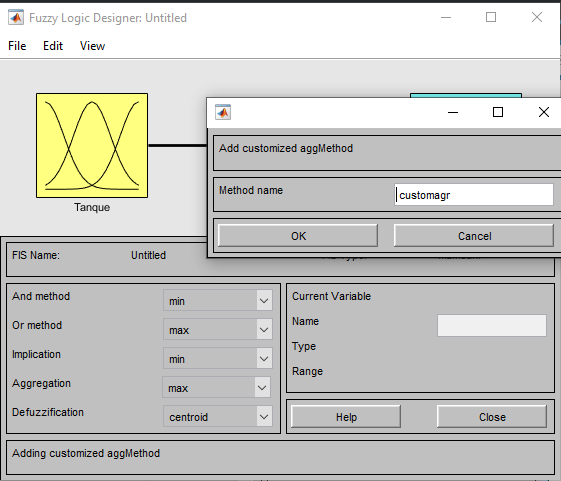 Fuzzy Logic Designer: Untitled
File Edit View
Tanque
Add customized aggMethod
Method name customagr
OK Cancel
FIS Name: Untitled
And method min
Or method max
Implication min
Aggregation max
Defuzzification centroid
Current Variable
Name
Type
Range
Help Close
Adding customized aggMethod